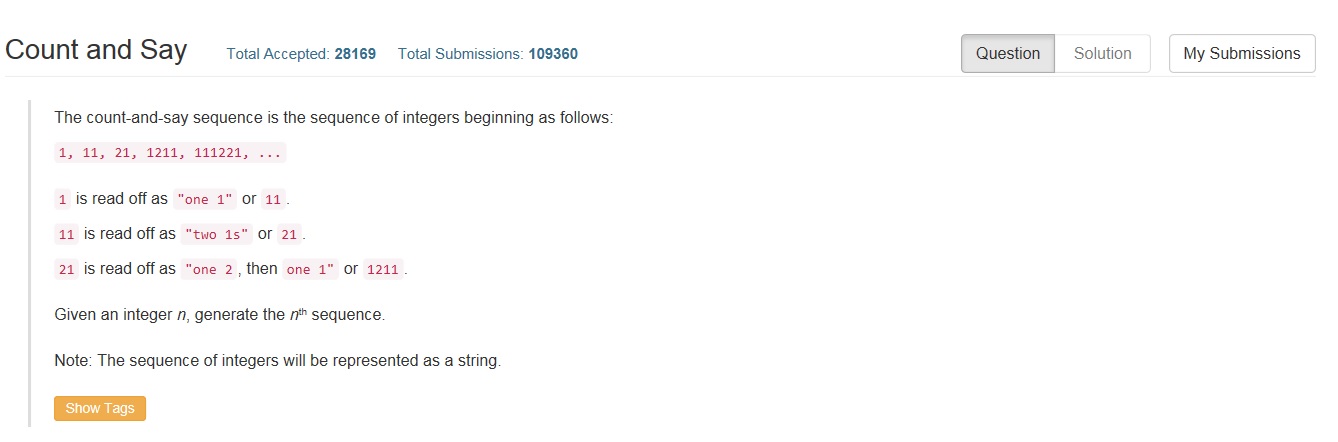 Count and Say Total Accepted: 28169 Total Submissions: 109360 Question Solution My Submissions
The count-and-say sequence is the sequence of integers beginning as follows:
1, 11, 21, 1211, 111221, ...
1 is read off as "one 1" or 11.
11 is read off as "two 1s" or 21.
21 is read off as "one 2, then one 1" or 1211.
Given an integer n, generate the nth sequence.
Note: The sequence of integers will be represented as a string.
Show Tags